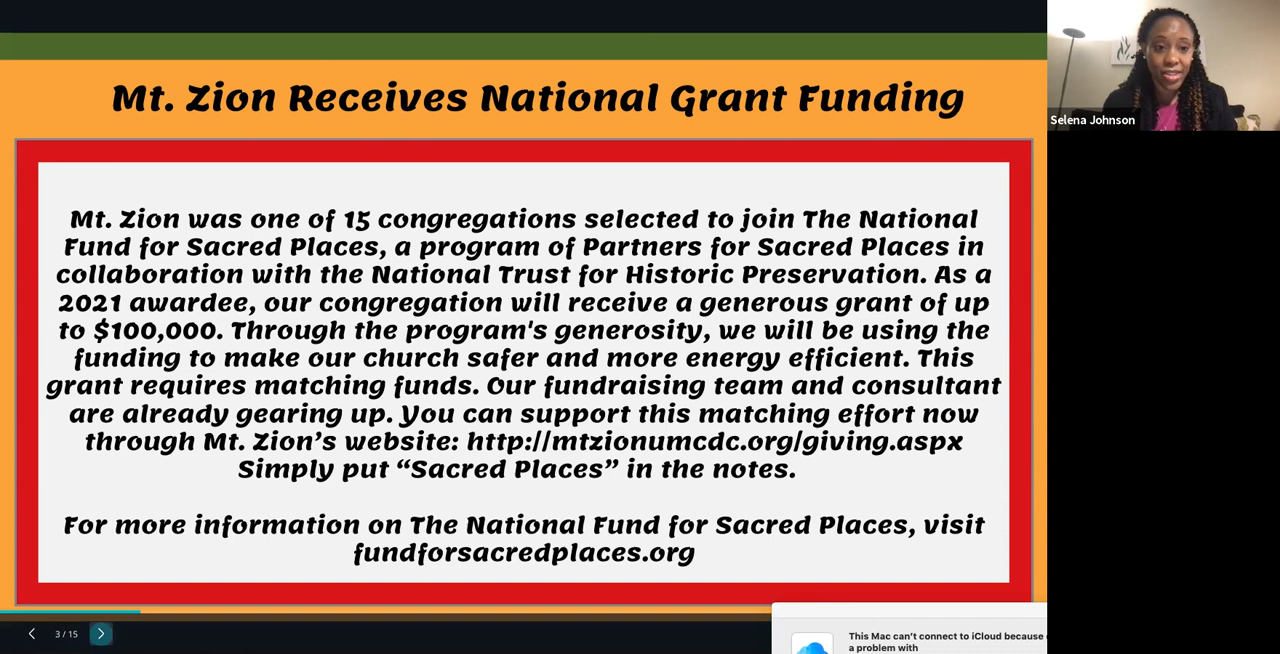 Mt. Zion Receives National Grant Funding
Mt. Zion was one of 15 congregations selected to join The National
Fund for Sacred Places, a program of Partners for Sacred Places in
collaboration with the National Trust for Historic Preservation. As a
2021 awardee, our congregation will receive a generous grant of up
to $100,000. Through the program's generosity, we will be using the
funding to make our church safer and more energy efficient. This
grant requires matching funds. Our fundraising team and consultant
are already gearing up. You can support this matching effort now
through Mt. Zion’s website: http://mtzionumcdc.org/giving.aspx
Simply put “Sacred Places” in the notes.
For more information on The National Fund for Sacred Places, visit
fundforsacredplaces.org
Selena Johnson
3 / 15
This Mac can’t connect to iCloud because
a problem with